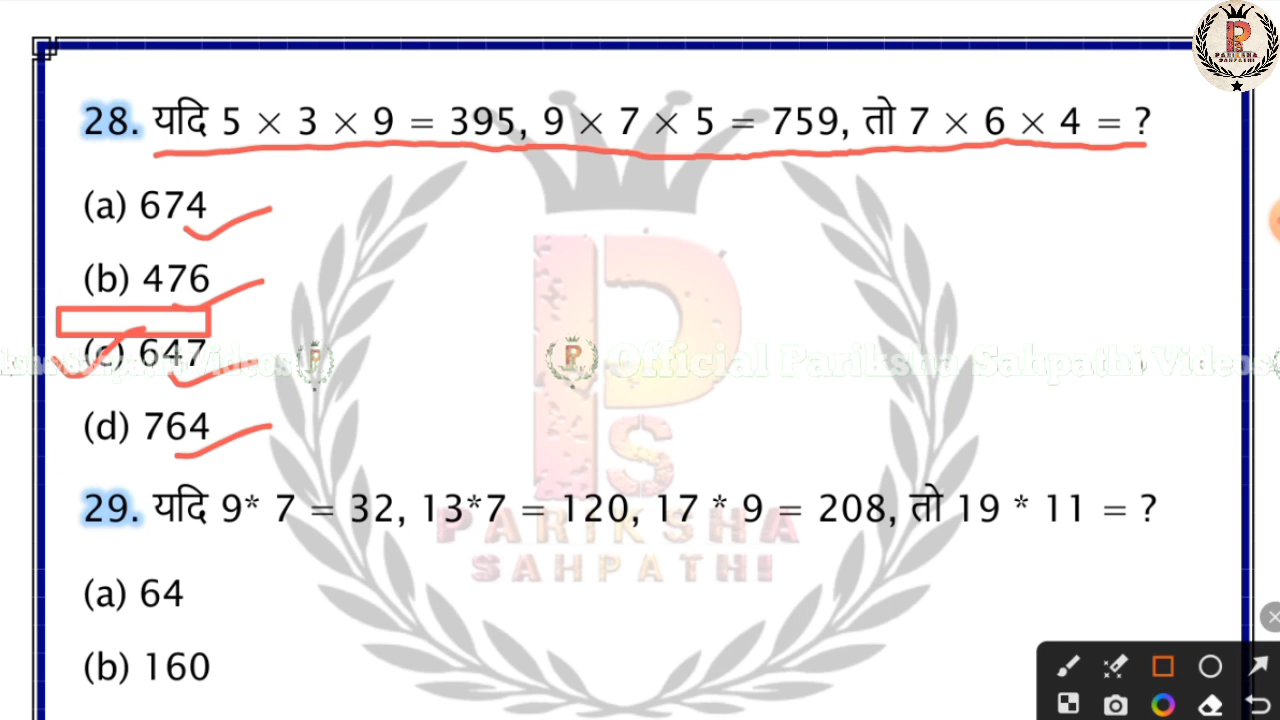 PARIKSHA
SAHPATHI
28. यदि 5 × 3 × 9 = 395, 9 × 7 × 5 = 759, तो 7 × 6 × 4 = ?
(a) 674
(b) 476
(c) 647
Official Pariksha Sahpathi Videos
(d) 764
29. यदि 9* 7 = 32, 13*7 = 120, 17 * 9 = 208, तो 19 * 11 = ?
PARIKSHA
SAHPATHI
(a) 64
(b) 160